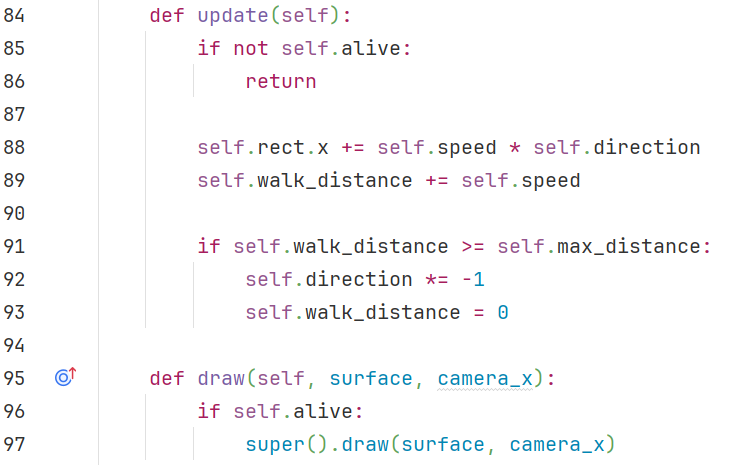 84 def update(self):
85 if not self.alive:
86 return
87
88 self.rect.x += self.speed * self.direction
89 self.walk_distance += self.speed
90
91 if self.walk_distance >= self.max_distance:
92 self.direction *= -1
93 self.walk_distance = 0
94
95 def draw(self, surface, camera_x):
96 if self.alive:
97 super().draw(surface, camera_x)